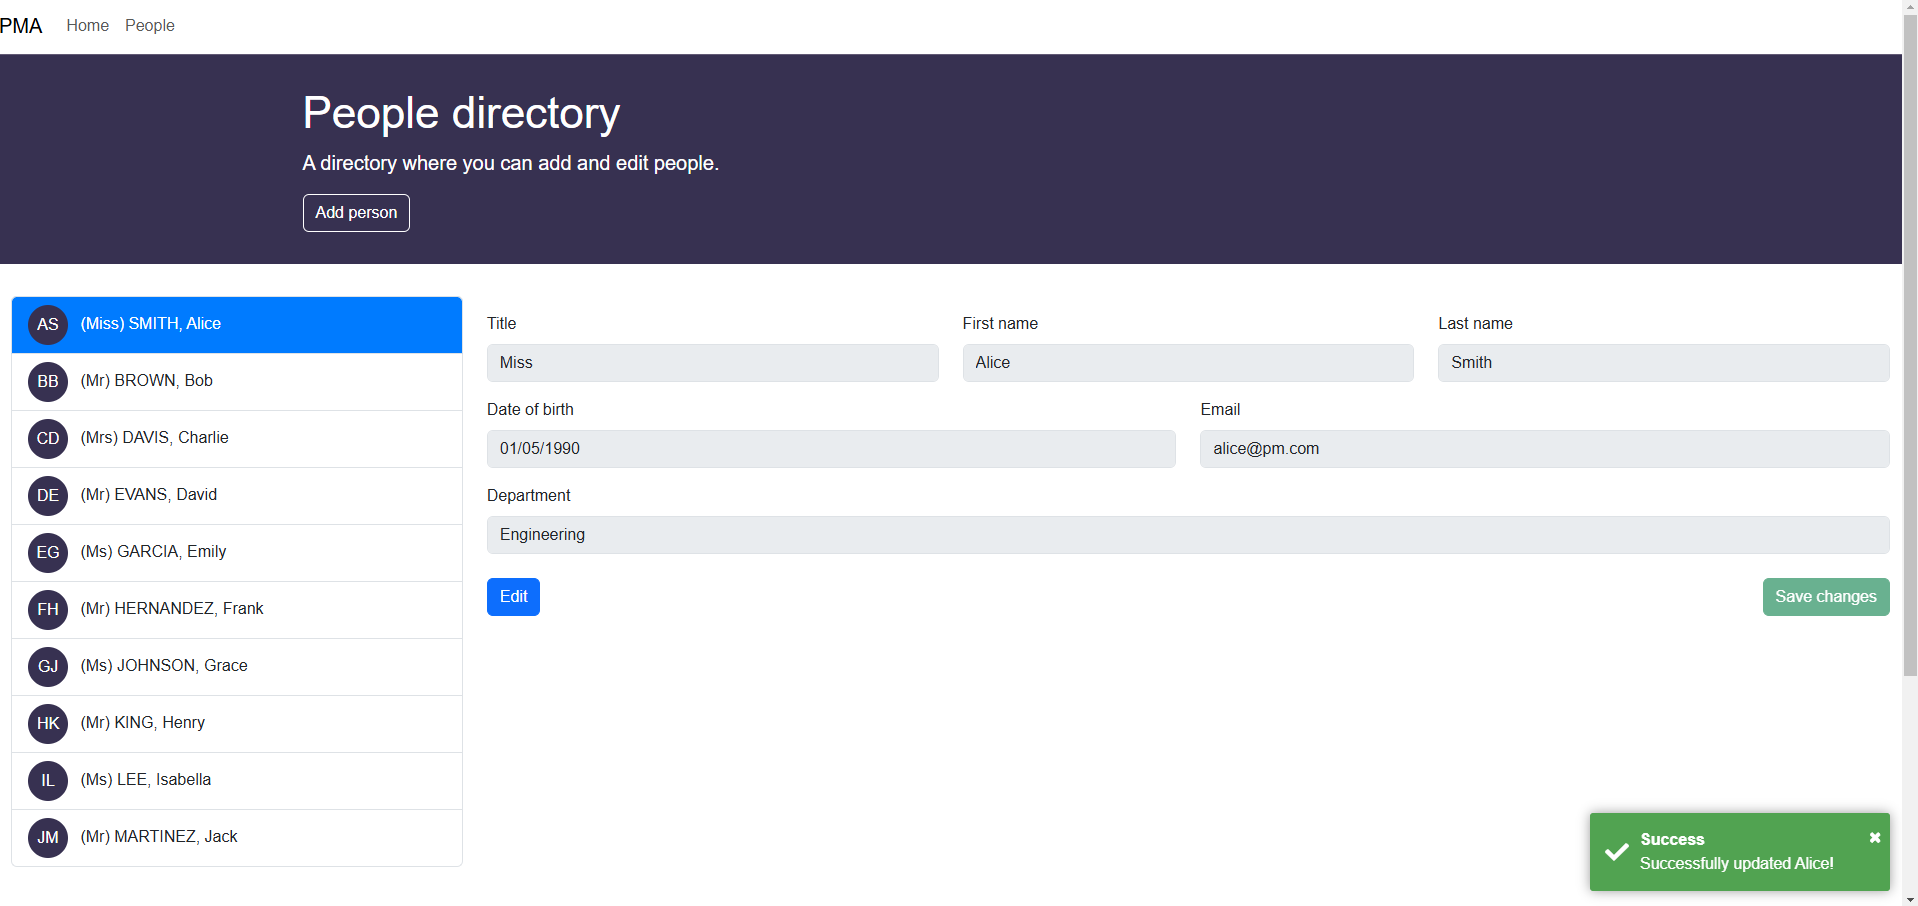 PMA Home People
People directory
A directory where you can add and edit people.
Add person
AS (Miss) SMITH, Alice
BB (Mr) BROWN, Bob
CD (Mrs) DAVIS, Charlie
DE (Mr) EVANS, David
EG (Ms) GARCIA, Emily
FH (Mr) HERNANDEZ, Frank
GJ (Ms) JOHNSON, Grace
HK (Mr) KING, Henry
IL (Ms) LEE, Isabella
JM (Mr) MARTINEZ, Jack
Title First name Last name
Miss Alice Smith
Date of birth Email
01/05/1990 alice@pm.com
Department
Engineering
Edit Save changes
Success
Successfully updated Alice!